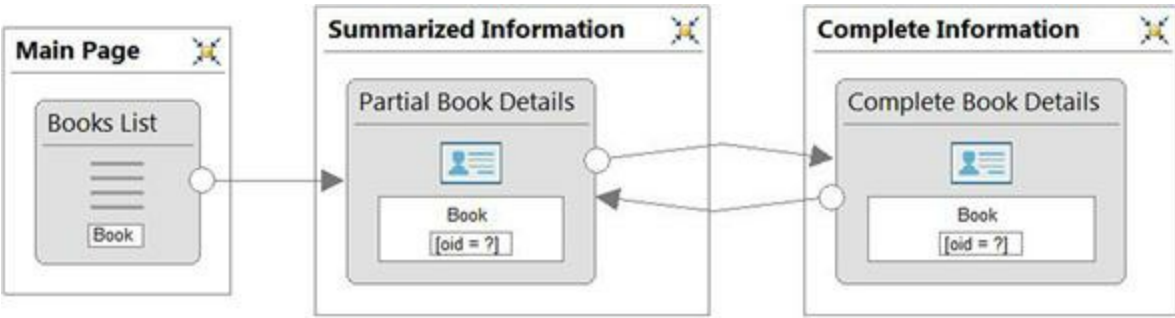 Main Page
Books List
Book
Summarized Information
Partial Book Details
Book
[oid = ?]
Complete Information
Complete Book Details
Book
[oid = ?]